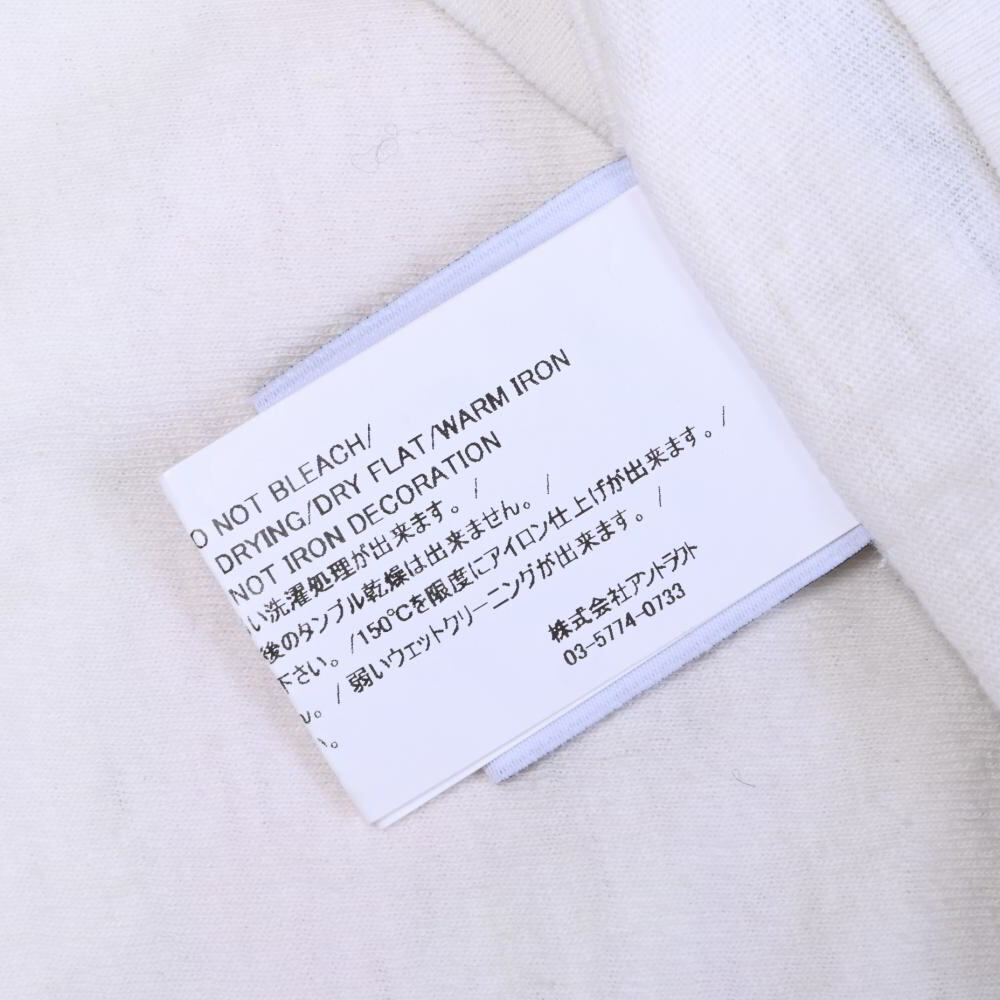 O NOT BLEACH/
DRYING/DRY FLAT/WARM IRON
NOT IRON DECORATION
い洗濯処理が出来ます。 /
後のタンブル乾燥は出来ません。 /
下さい。 /150℃を限度にアイロン仕上げが出来ます。 /
ん。 / 弱いウェットクリーニングが出来ます。 /
い。
株式会社アントラクト
03-5774-0733